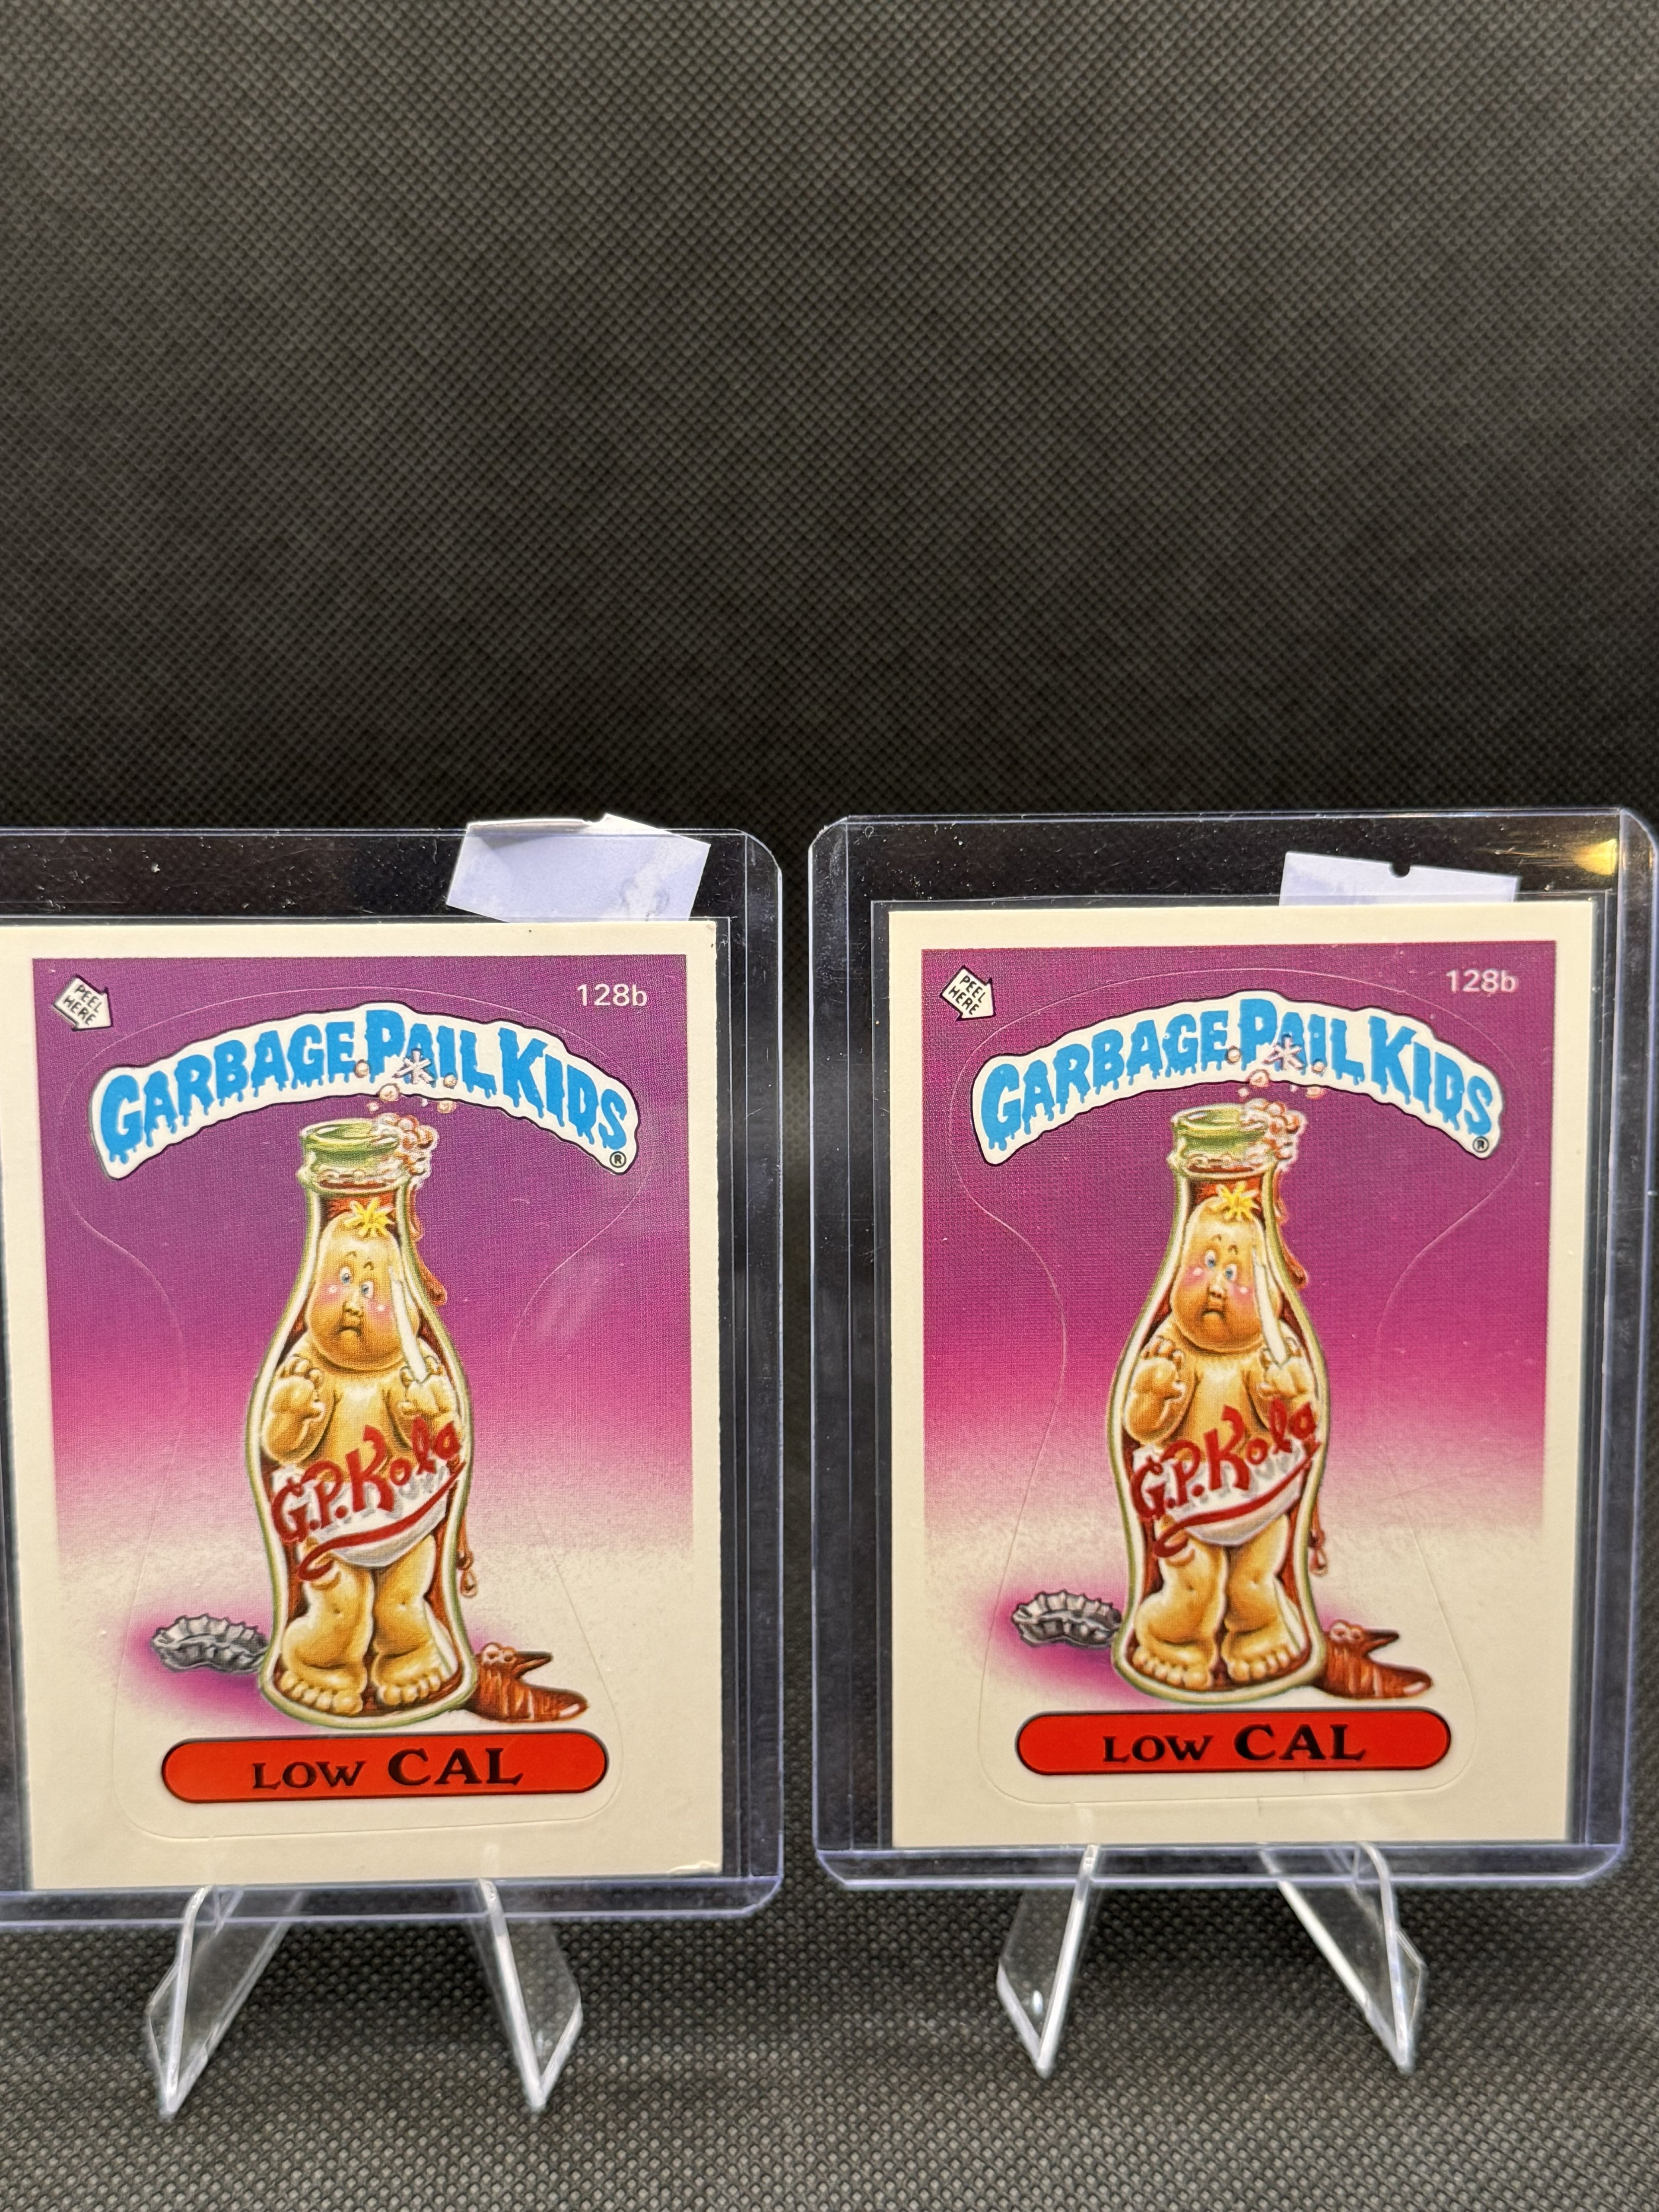 PEEL
HERE
128b
GARBAGE PAIL KIDS
®
G.P. Kola
LOW CAL
PEEL
HERE
128b
GARBAGE PAIL KIDS
®
G.P. Kola
LOW CAL